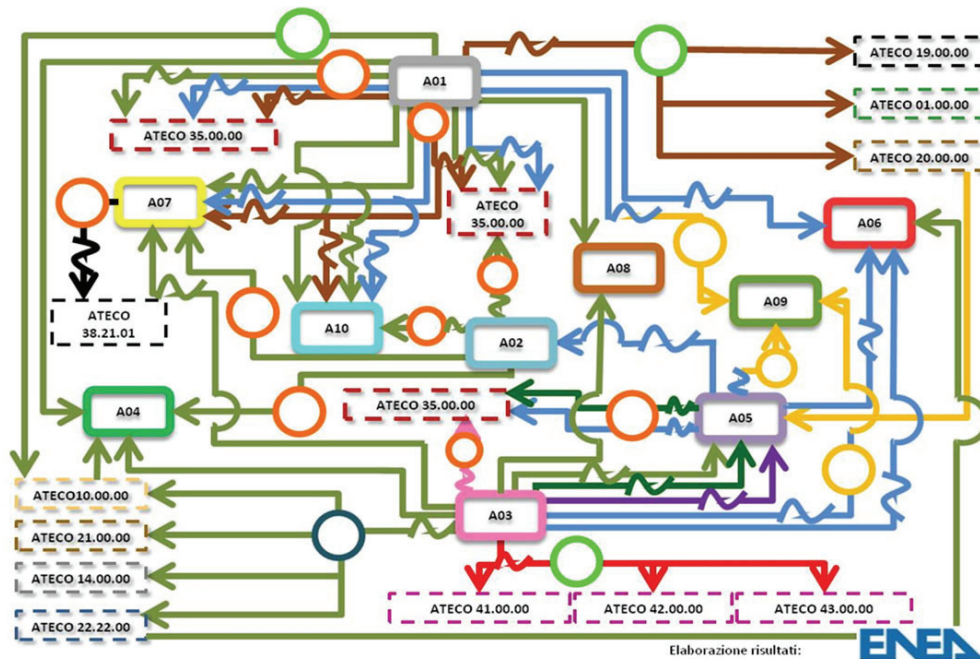 ATECO 19.00.00
A01
ATECO 01.00.00
ATECO 35.00.00
ATECO 20.00.00
A07
ATECO
35.00.00
A06
A08
A09
ATECO
38.21.01
A10
A02
A04
ATECO 35.00.00
A05
ATECO10.00.00
A03
ATECO 21.00.00
ATECO 14.00.00
ATECO 41.00.00
ATECO 42.00.00
ATECO 43.00.00
ATECO 22.22.00
Elaborazione risultati:
ENEA